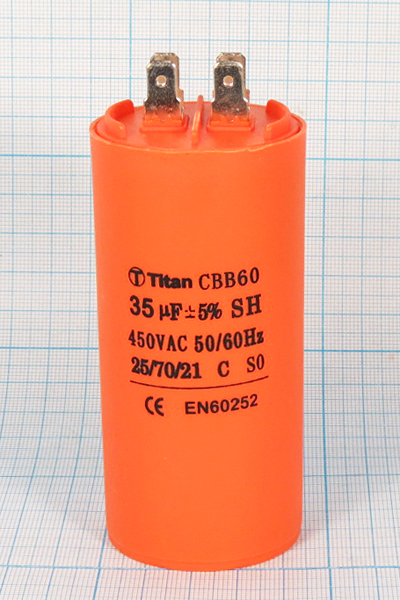 Titan CBB60
35 µF ±5% SH
450VAC 50/60Hz
25/70/21 C S0
CE EN60252